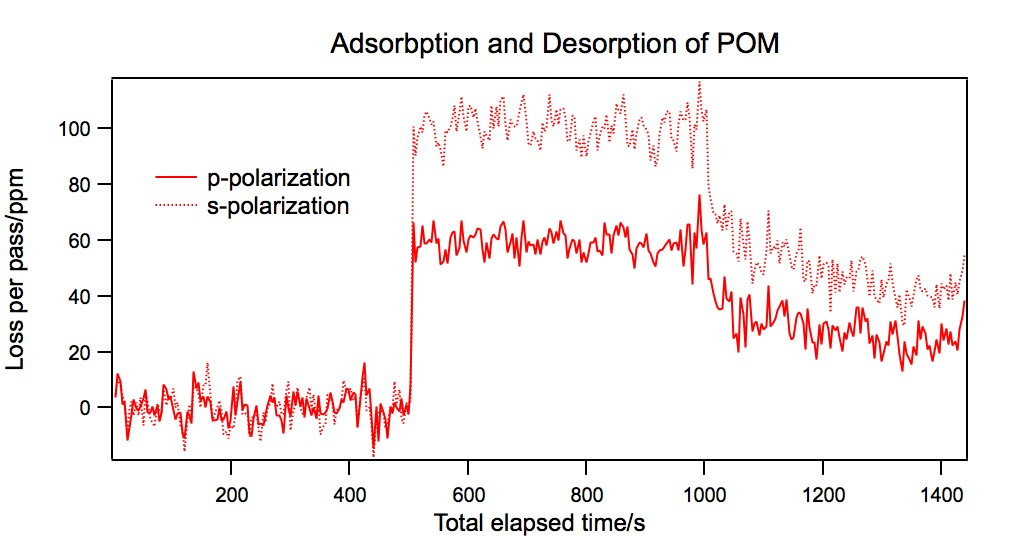 Adsorbption and Desorption of POM
Loss per pass/ppm
100
80
60
40
20
0
p-polarization
s-polarization
200 400 600 800 1000 1200 1400
Total elapsed time/s